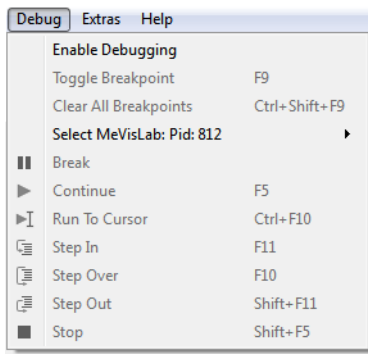 Debug Extras Help
Enable Debugging
Toggle Breakpoint F9
Clear All Breakpoints Ctrl+Shift+F9
Select MeVisLab: Pid: 812
Break
Continue F5
Run To Cursor Ctrl+F10
Step In F11
Step Over F10
Step Out Shift+F11
Stop Shift+F5